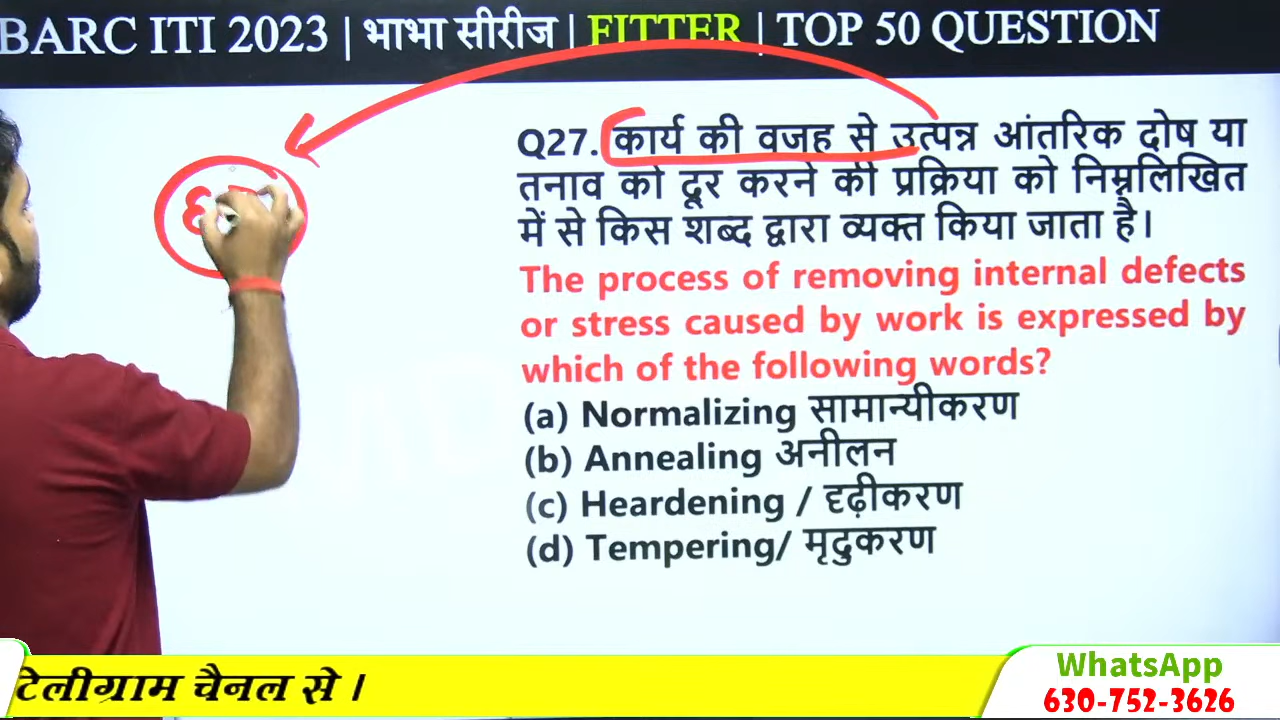 BARC ITI 2023 | भाभा सीरीज | FITTER | TOP 50 QUESTION
Q27. कार्य की वजह से उत्पन्न आंतरिक दोष या
तनाव को दूर करने की प्रक्रिया को निम्नलिखित
में से किस शब्द द्वारा व्यक्त किया जाता है।
The process of removing internal defects
or stress caused by work is expressed by
which of the following words?
(a) Normalizing सामान्यीकरण
(b) Annealing अनीलन
(c) Heardening / दृढ़ीकरण
(d) Tempering/ मृदुकरण
टेलीग्राम चैनल से ।
WhatsApp
630-752-3626